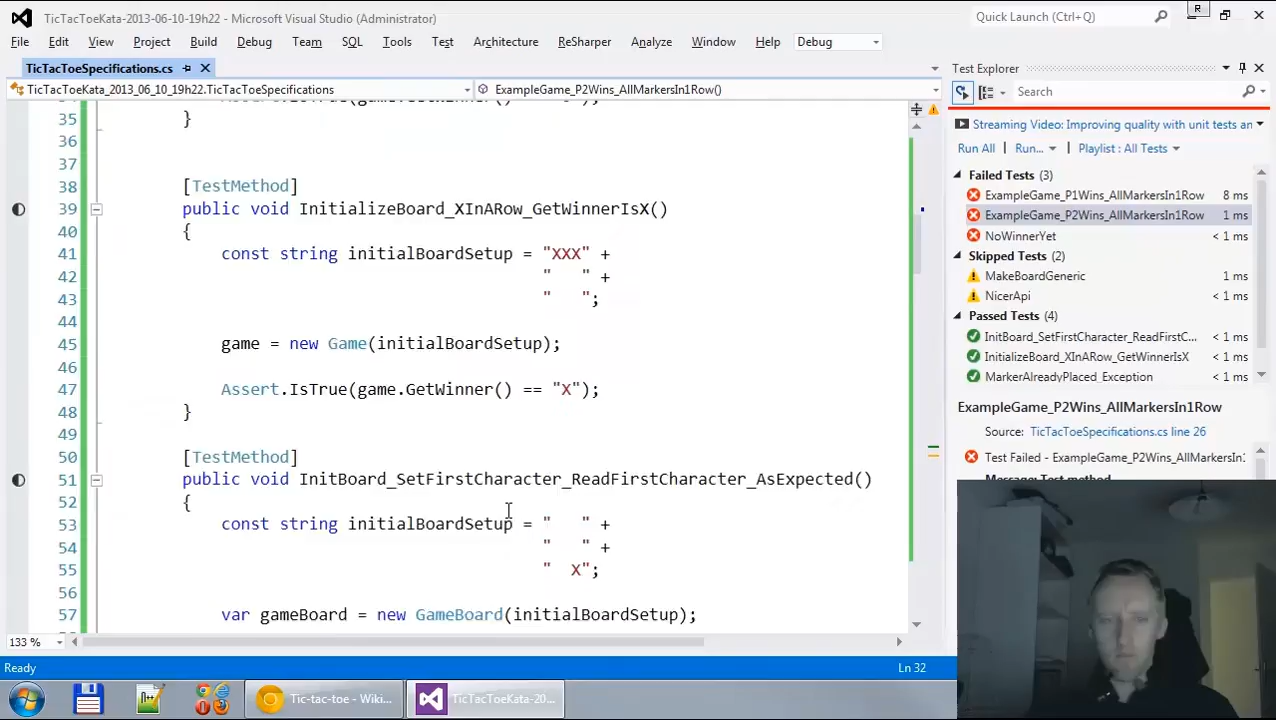 TicTacToeKata-2013-06-10-19h22 - Microsoft Visual Studio (Administrator)
Quick Launch (Ctrl+Q)
R
File Edit View Project Build Debug Team SQL Tools Test Architecture ReSharper Analyze Window Help Debug
TicTacToeSpecifications.cs
TicTacToeKata_2013_06_10_19h22.TicTacToeSpecifications
ExampleGame_P2Wins_AllMarkersIn1Row()
35 }
36
37
38 [TestMethod]
39 public void InitializeBoard_XInARow_GetWinnerIsX()
40 {
41 const string initialBoardSetup = "XXX" +
42 "   " +
43 "   ";
44
45 game = new Game(initialBoardSetup);
46
47 Assert.IsTrue(game.GetWinner() == "X");
48 }
49
50 [TestMethod]
51 public void InitBoard_SetFirstCharacter_ReadFirstCharacter_AsExpected()
52 {
53 const string initialBoardSetup = "   " +
54 "   " +
55 "  X";
56
57 var gameBoard = new GameBoard(initialBoardSetup);
133 %
Ready
Ln 32
Test Explorer
Search
Streaming Video: Improving quality with unit tests an
Run All | Run... | Playlist : All Tests
Failed Tests (3)
ExampleGame_P1Wins_AllMarkersIn1Row 8 ms
ExampleGame_P2Wins_AllMarkersIn1Row 1 ms
NoWinnerYet < 1 ms
Skipped Tests (2)
MakeBoardGeneric 1 ms
NicerApi < 1 ms
Passed Tests (4)
InitBoard_SetFirstCharacter_ReadFirstC... < 1 ms
InitializeBoard_XInARow_GetWinnerIsX < 1 ms
MarkerAlreadyPlaced_Exception < 1 ms
ExampleGame_P2Wins_AllMarkersIn1Row
Source: TicTacToeSpecifications.cs line 26
Test Failed - ExampleGame_P2Wins_AllMarkersIn1
Message: Test method
Tic-tac-toe - Wiki...
TicTacToeKata-20...